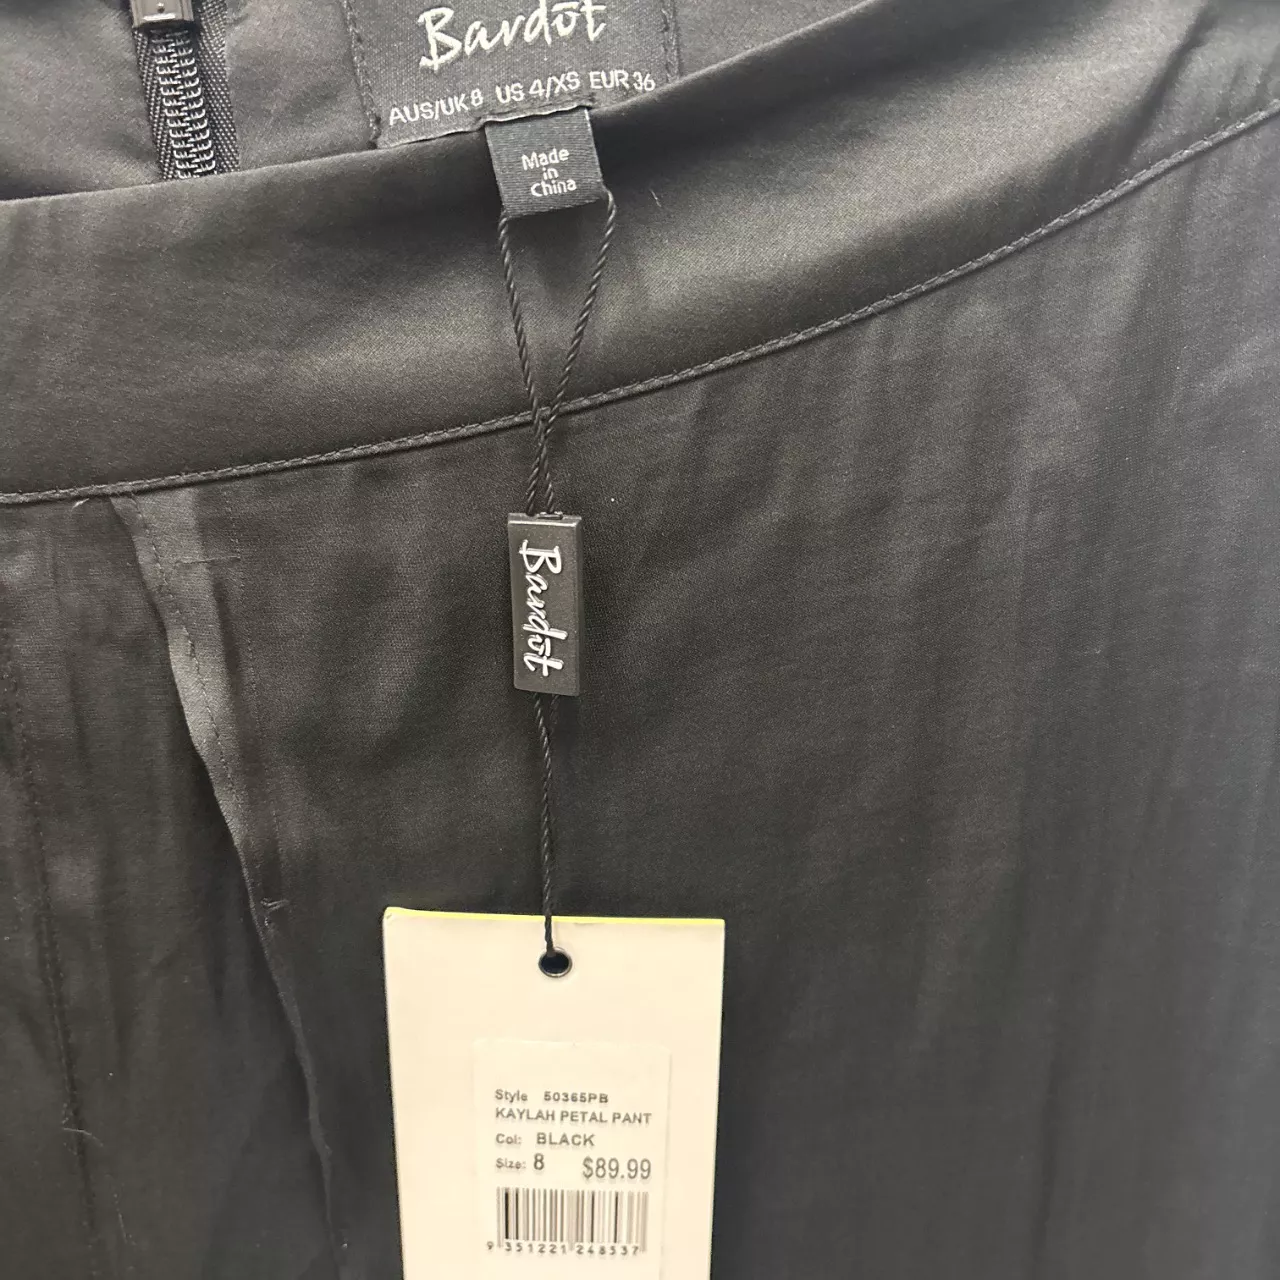 Bardot
AUS/UK 8 US 4/XS EUR 36
Made
in
China
Bardot
Style 50365PB
KAYLAH PETAL PANT
Col: BLACK
Size: 8 $89.99
9 351221 248537